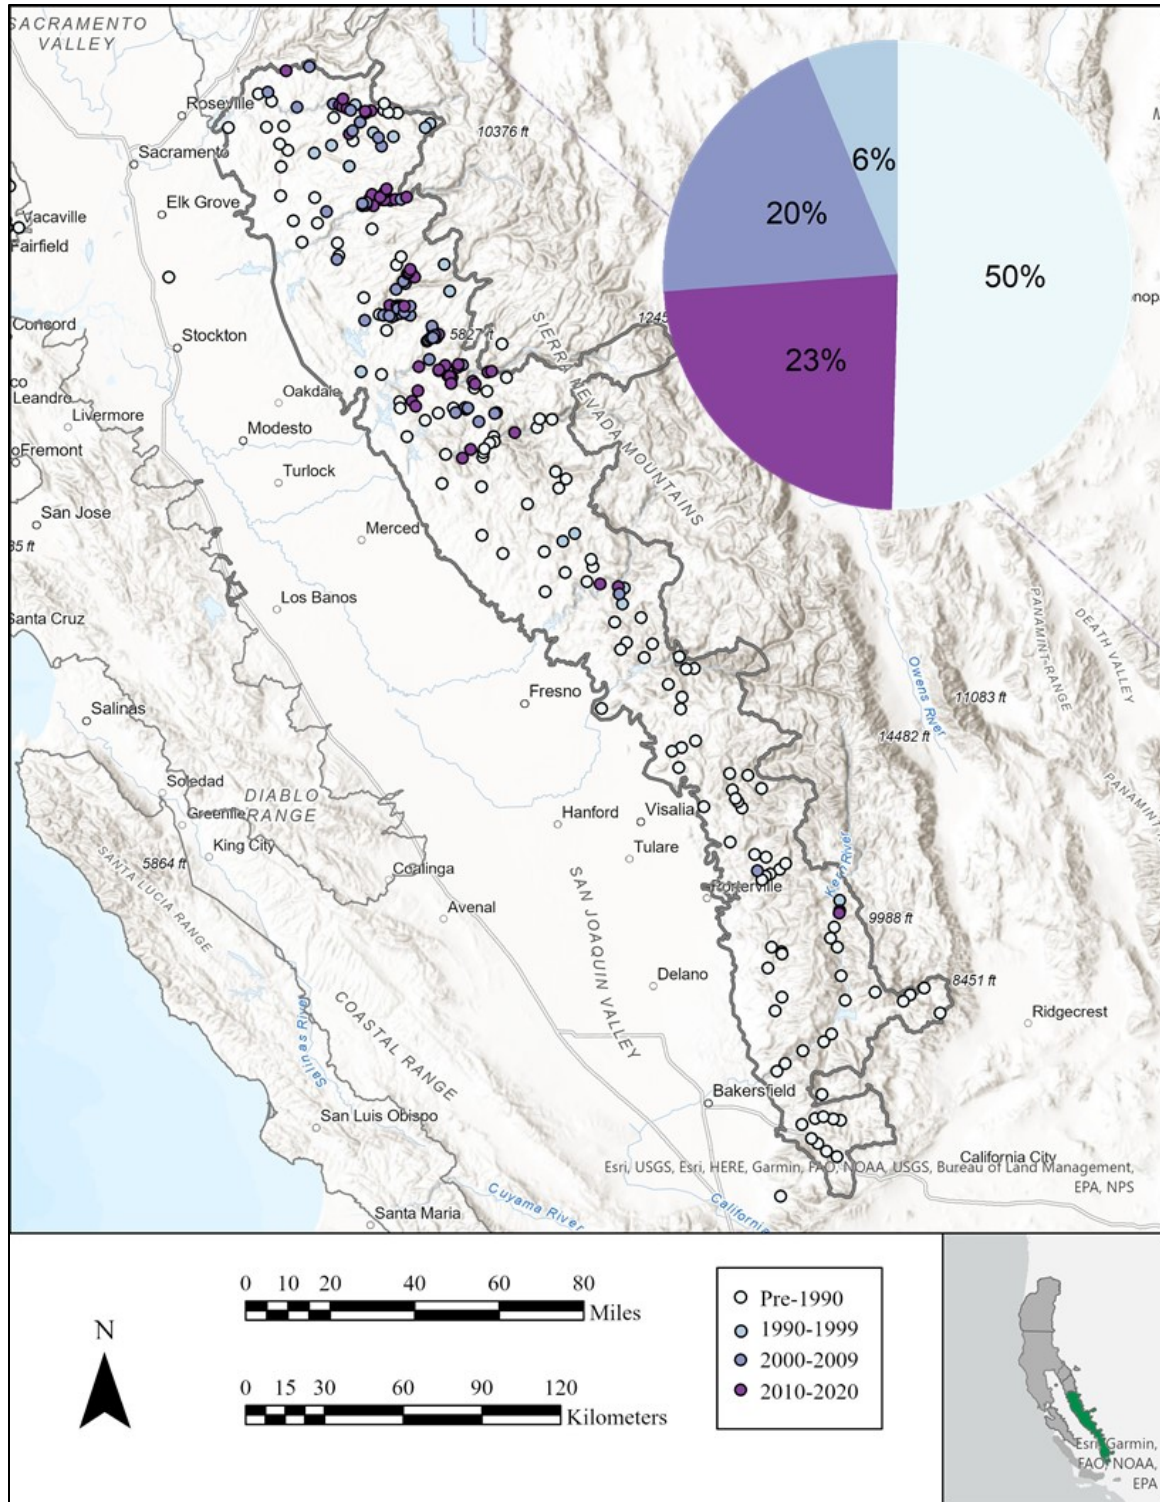 SACRAMENTO
VALLEY
Roseville
Sacramento
10376 ft
Elk Grove
Vacaville
Fairfield
6%
20%
50%
23%
Concord
Stockton
5827 ft
SIERRA NEVADA MOUNTAINS
Leandro
Oakdale
Livermore
Modesto
Fremont
Turlock
San Jose
Merced
85 ft
Los Banos
Santa Cruz
PANAMINT RANGE
DEATH VALLEY
Owens River
Fresno
11083 ft
Salinas
14482 ft
Soledad
DIABLO
RANGE
Hanford
Visalia
Greenfie
King City
Tulare
5864 ft
SANTA LUCIA RANGE
Coalinga
Kern River
Porterville
Avenal
9988 ft
SAN JOAQUIN VALLEY
Delano
8451 ft
Ridgecrest
Salinas River
COASTAL RANGE
Bakersfield
San Luis Obispo
California City
Esri, USGS, Esri, HERE, Garmin, FAO, NOAA, USGS, Bureau of Land Management,
EPA, NPS
Cuyama River
California
Santa Maria
N
0 10 20 40 60 80
Miles
0 15 30 60 90 120
Kilometers
Pre-1990
1990-1999
2000-2009
2010-2020
Esri, Garmin,
FAO, NOAA,
EPA